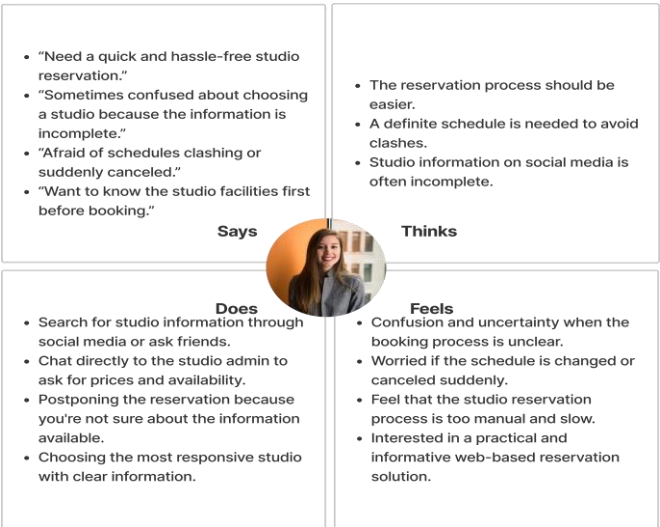 • “Need a quick and hassle-free studio
reservation.”
• “Sometimes confused about choosing
a studio because the information is
incomplete.”
• “Afraid of schedules clashing or
suddenly canceled.”
• “Want to know the studio facilities first
before booking.”
Says
• The reservation process should be
easier.
• A definite schedule is needed to avoid
clashes.
• Studio information on social media is
often incomplete.
Thinks
Does
• Search for studio information through
social media or ask friends.
• Chat directly to the studio admin to
ask for prices and availability.
• Postponing the reservation because
you're not sure about the information
available.
• Choosing the most responsive studio
with clear information.
Feels
• Confusion and uncertainty when the
booking process is unclear.
• Worried if the schedule is changed or
canceled suddenly.
• Feel that the studio reservation
process is too manual and slow.
• Interested in a practical and
informative web-based reservation
solution.